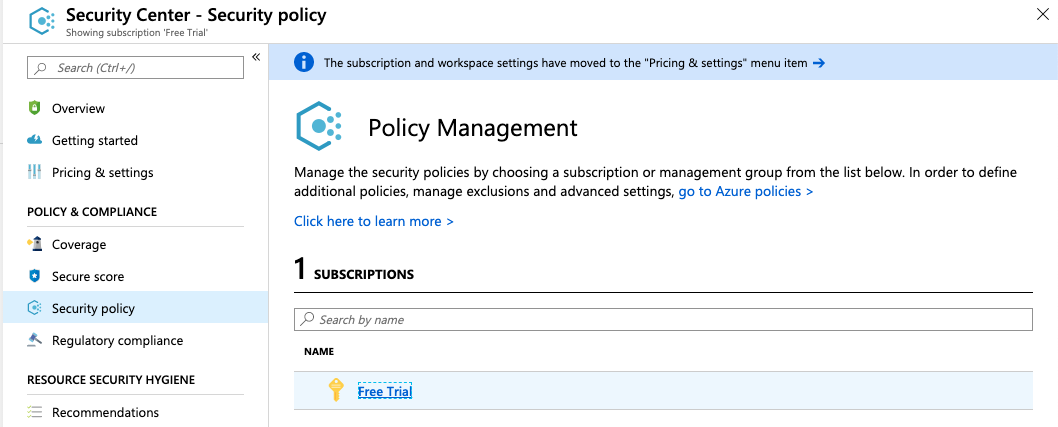 Security Center - Security policy
Showing subscription 'Free Trial'
Search (Ctrl+/)
«
Overview
Getting started
Pricing & settings
POLICY & COMPLIANCE
Coverage
Secure score
Security policy
Regulatory compliance
RESOURCE SECURITY HYGIENE
Recommendations
The subscription and workspace settings have moved to the "Pricing & settings" menu item →
Policy Management
Manage the security policies by choosing a subscription or management group from the list below. In order to define
additional policies, manage exclusions and advanced settings, go to Azure policies >
Click here to learn more >
1 SUBSCRIPTIONS
Search by name
NAME
Free Trial